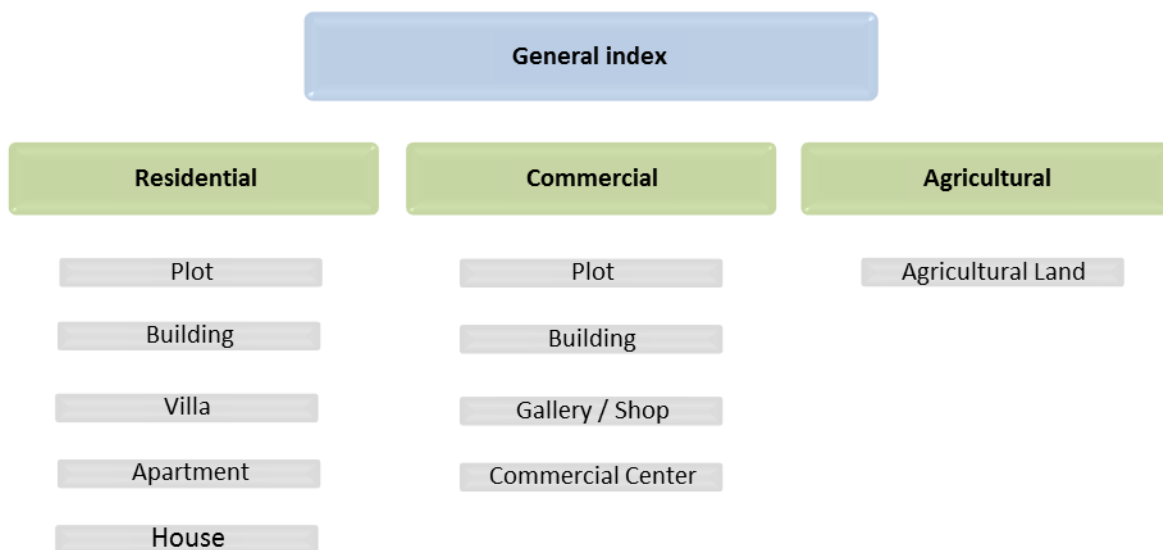 General index
Residential
Commercial
Agricultural
Plot
Plot
Agricultural Land
Building
Building
Villa
Gallery / Shop
Apartment
Commercial Center
House